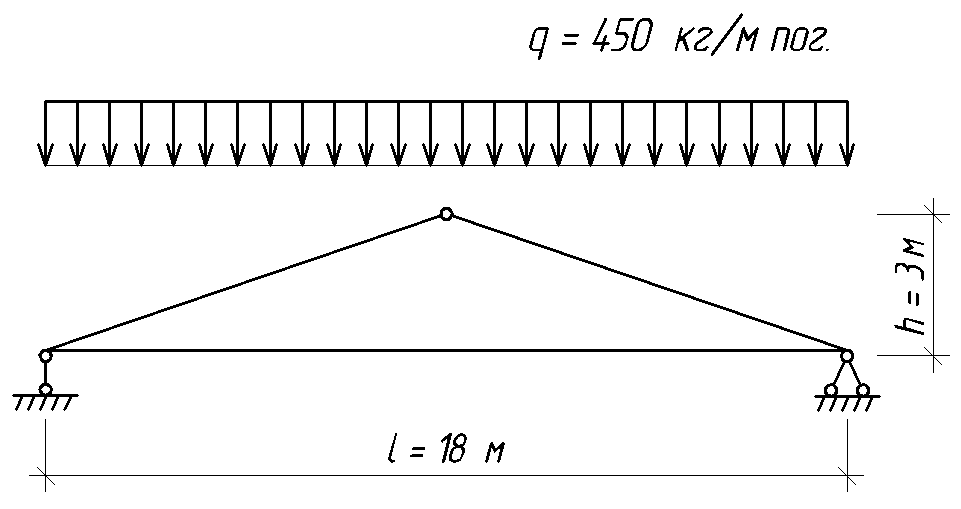 q = 450 кг/м пог.
h = 3 м
l = 18 м